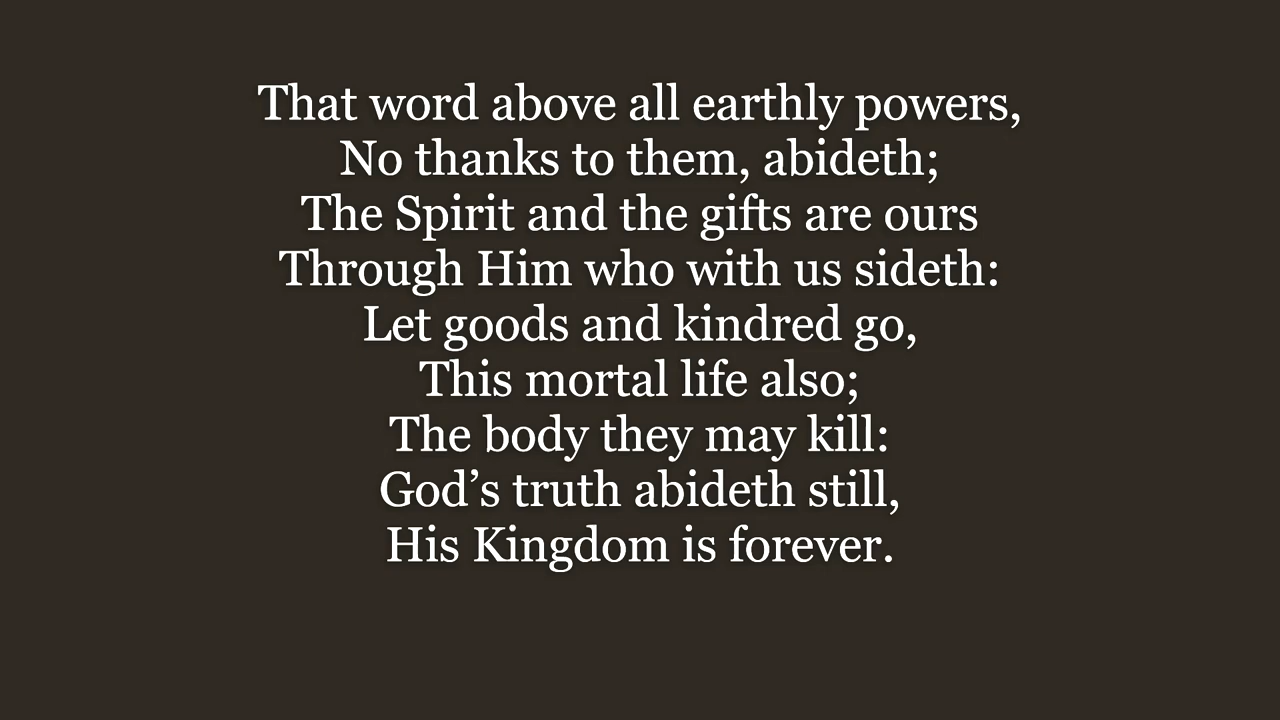 That word above all earthly powers,
No thanks to them, abideth;
The Spirit and the gifts are ours
Through Him who with us sideth:
Let goods and kindred go,
This mortal life also;
The body they may kill:
God’s truth abideth still,
His Kingdom is forever.